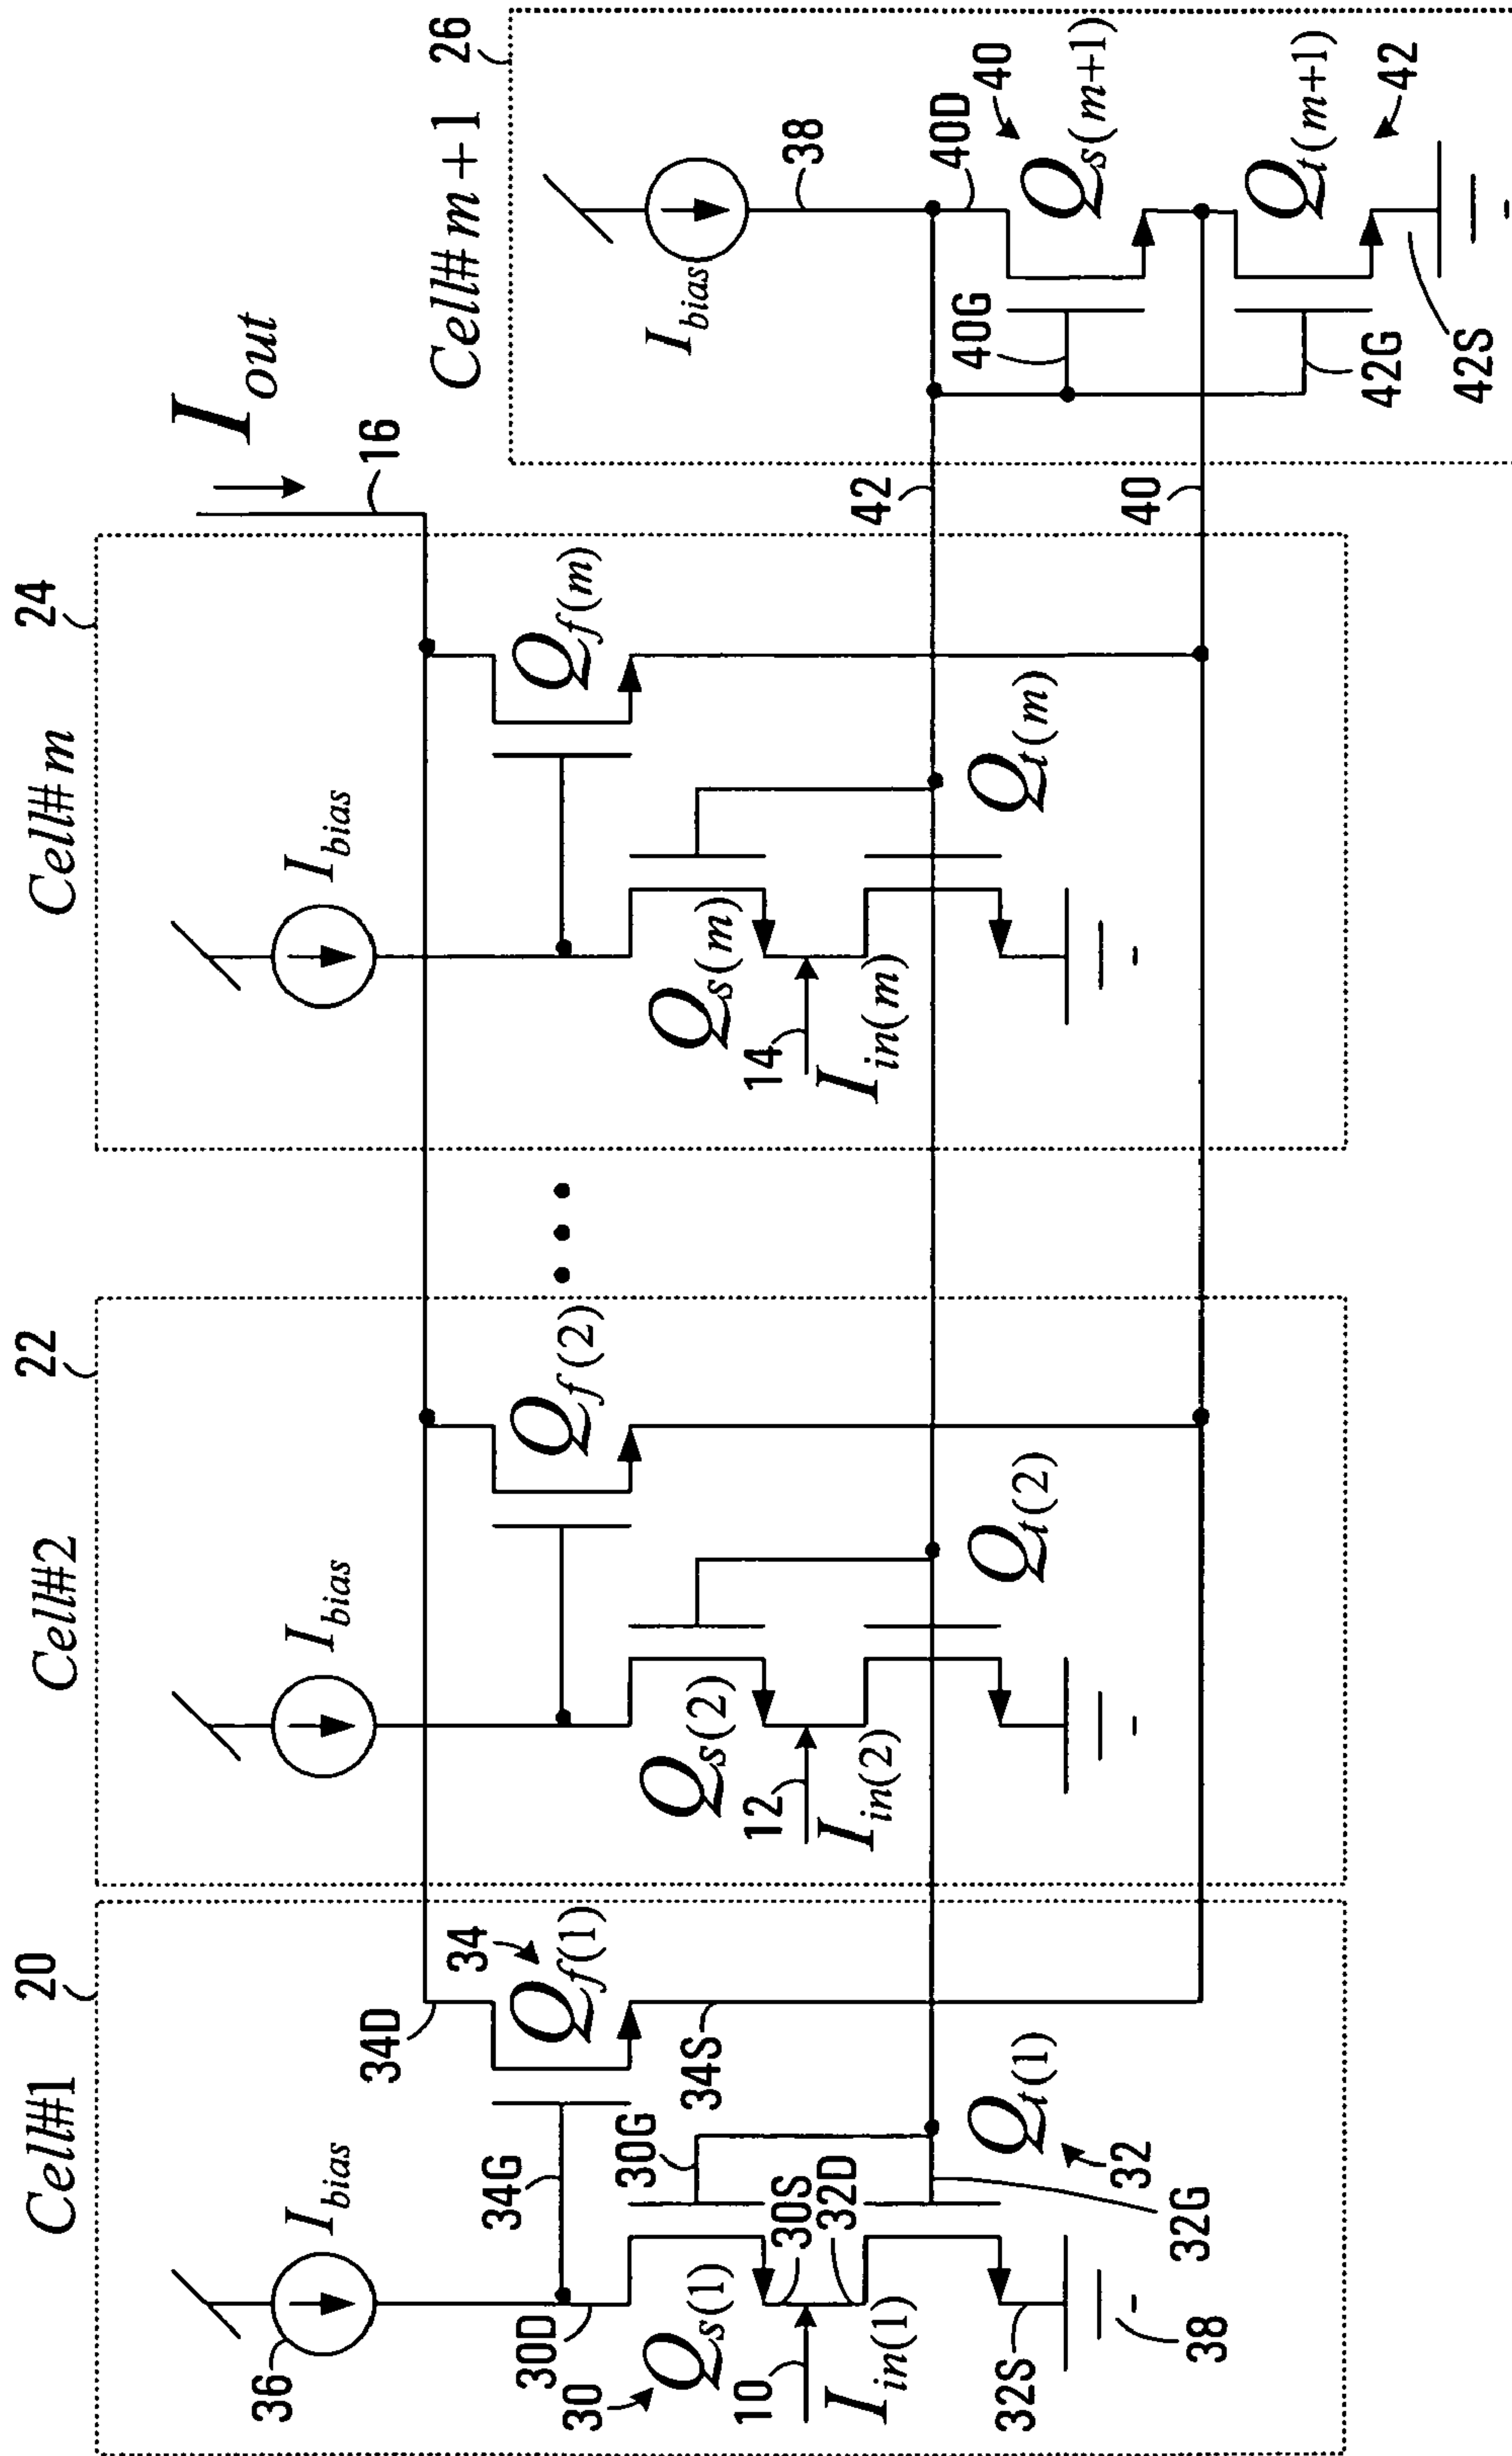 Cell#1
20
36
I_bias
34D
34
Q_f(1)
34G
30D
30
Q_s(1)
30G
34S
30S
32D
10
I_in(1)
Q_t(1)
32
32G
32S
38
Cell#2
22
I_bias
Q_f(2)
Q_s(2)
12
I_in(2)
Q_t(2)
Cell#m
24
I_bias
Q_f(m)
Q_s(m)
14
I_in(m)
Q_t(m)
I_out
16
42
40
Cell#m+1
26
I_bias
38
40D
40
Q_s(m+1)
40G
Q_t(m+1)
42
42G
42S